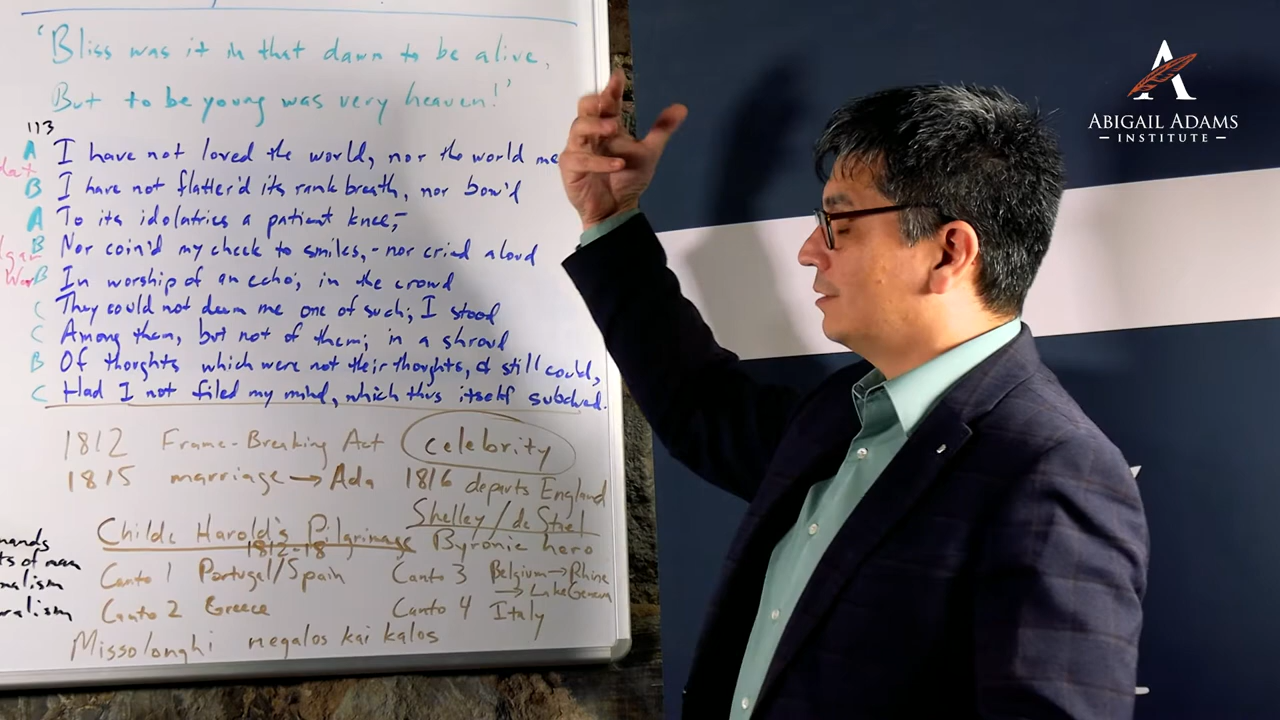 'Bliss was it in that dawn to be alive,
But to be young was very heaven!'
113
A I have not loved the world, nor the world me
B I have not flatter'd its rank breath, nor bow'd
A To its idolatries a patient knee,-
B Nor coin'd my cheek to smiles,- nor cried aloud
B In worship of an echo; in the crowd
C They could not deem me one of such; I stood
C Among them, but not of them; in a shroud
B Of thoughts which were not their thoughts, & still could,
C Had I not filed my mind, which thus itself subdued.
1812 Frame-Breaking Act celebrity
1815 marriage → Ada 1816 departs England
Shelley / de Stael
Childe Harold's Pilgrimage Byronic hero
1812-18
Canto 1 Portugal/Spain Canto 3 Belgium → Rhine
→ Lake Geneva
Canto 2 Greece Canto 4 Italy
Missolonghi negalos kai kalos
ABIGAIL ADAMS
INSTITUTE